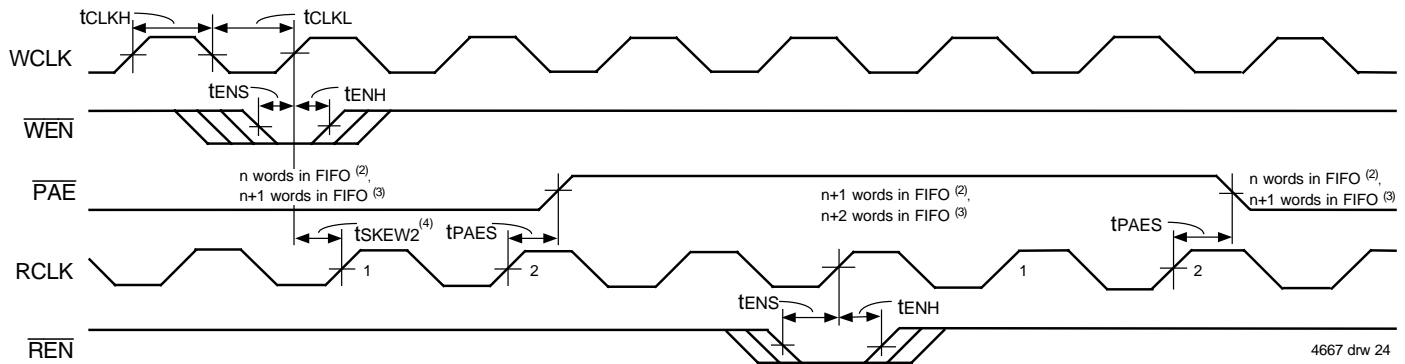 tCLKH
tCLKL
WCLK
tENS
tENH
WEN
n words in FIFO (2),
n+1 words in FIFO (3)
PAE
n+1 words in FIFO (2),
n+2 words in FIFO (3)
n words in FIFO (2),
n+1 words in FIFO (3)
tSKEW2(4)
tPAES
tPAES
RCLK
1
2
1
2
tENS
tENH
REN
4667 drw 24